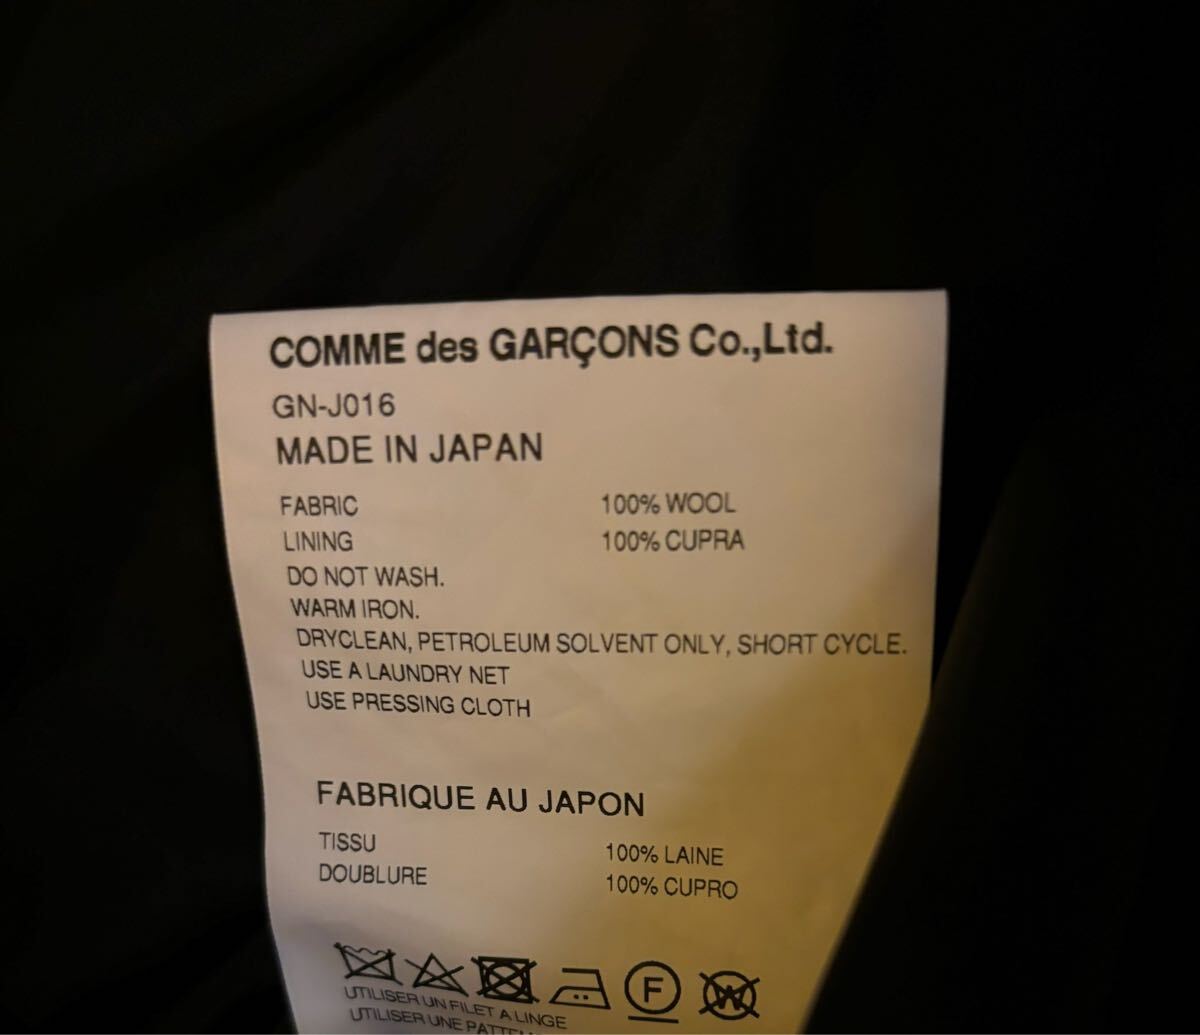 COMME des GARÇONS Co.,Ltd.
GN-J016
MADE IN JAPAN
FABRIC 100% WOOL
LINING 100% CUPRA
DO NOT WASH.
WARM IRON.
DRYCLEAN, PETROLEUM SOLVENT ONLY, SHORT CYCLE.
USE A LAUNDRY NET
USE PRESSING CLOTH
FABRIQUE AU JAPON
TISSU 100% LAINE
DOUBLURE 100% CUPRO
F W
UTILISER UN FILET A LINGE
UTILISER UNE